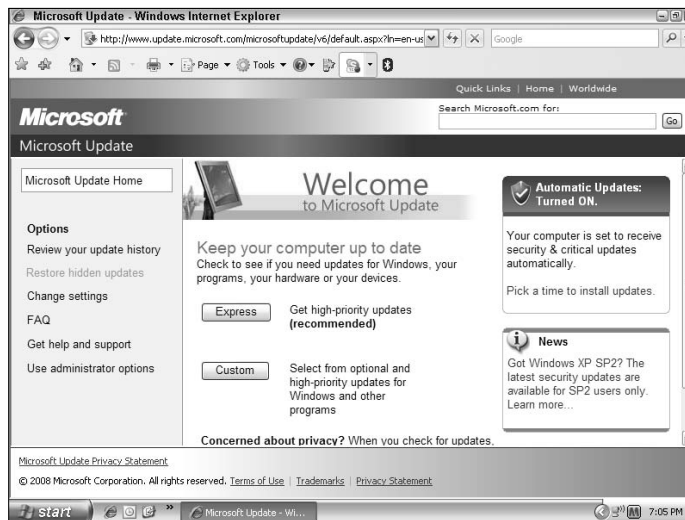 Microsoft Update - Windows Internet Explorer
http://www.update.microsoft.com/microsoftupdate/v6/default.aspx?ln=en-us
Google
Page
Tools
Quick Links | Home | Worldwide
Microsoft
Search Microsoft.com for:
Go
Microsoft Update
Microsoft Update Home
Options
Review your update history
Restore hidden updates
Change settings
FAQ
Get help and support
Use administrator options
Welcome
to Microsoft Update
Keep your computer up to date
Check to see if you need updates for Windows, your
programs, your hardware or your devices.
Express
Get high-priority updates
(recommended)
Custom
Select from optional and
high-priority updates for
Windows and other
programs
Concerned about privacy? When you check for updates,
Automatic Updates:
Turned ON.
Your computer is set to receive
security & critical updates
automatically.
Pick a time to install updates.
News
Got Windows XP SP2? The
latest security updates are
available for SP2 users only.
Learn more...
Microsoft Update Privacy Statement
© 2008 Microsoft Corporation. All rights reserved. Terms of Use | Trademarks | Privacy Statement
start
Microsoft Update - Wi...
7:05 PM